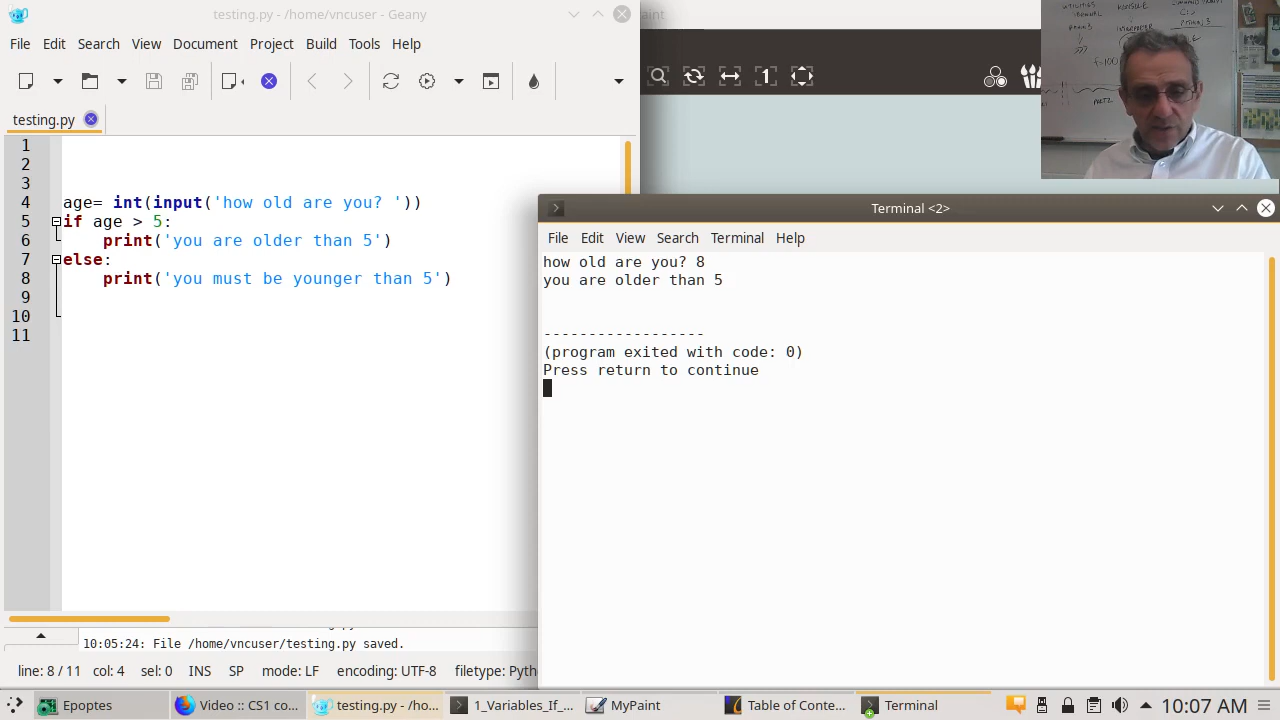 testing.py - /home/vncuser - Geany
aint
File Edit Search View Document Project Build Tools Help
1
testing.py
1
2
3
4 age= int(input('how old are you? '))
5 if age > 5:
6 print('you are older than 5')
7 else:
8 print('you must be younger than 5')
9
10
11
Terminal <2>
File Edit View Search Terminal Help
how old are you? 8
you are older than 5
------------------
(program exited with code: 0)
Press return to continue
10:05:24: File /home/vncuser/testing.py saved.
line: 8 / 11 col: 4 sel: 0 INS SP mode: LF encoding: UTF-8 filetype: Pyth
Epoptes
Video :: CS1 co...
testing.py - /ho...
1_Variables_If_...
MyPaint
Table of Conte...
Terminal
10:07 AM